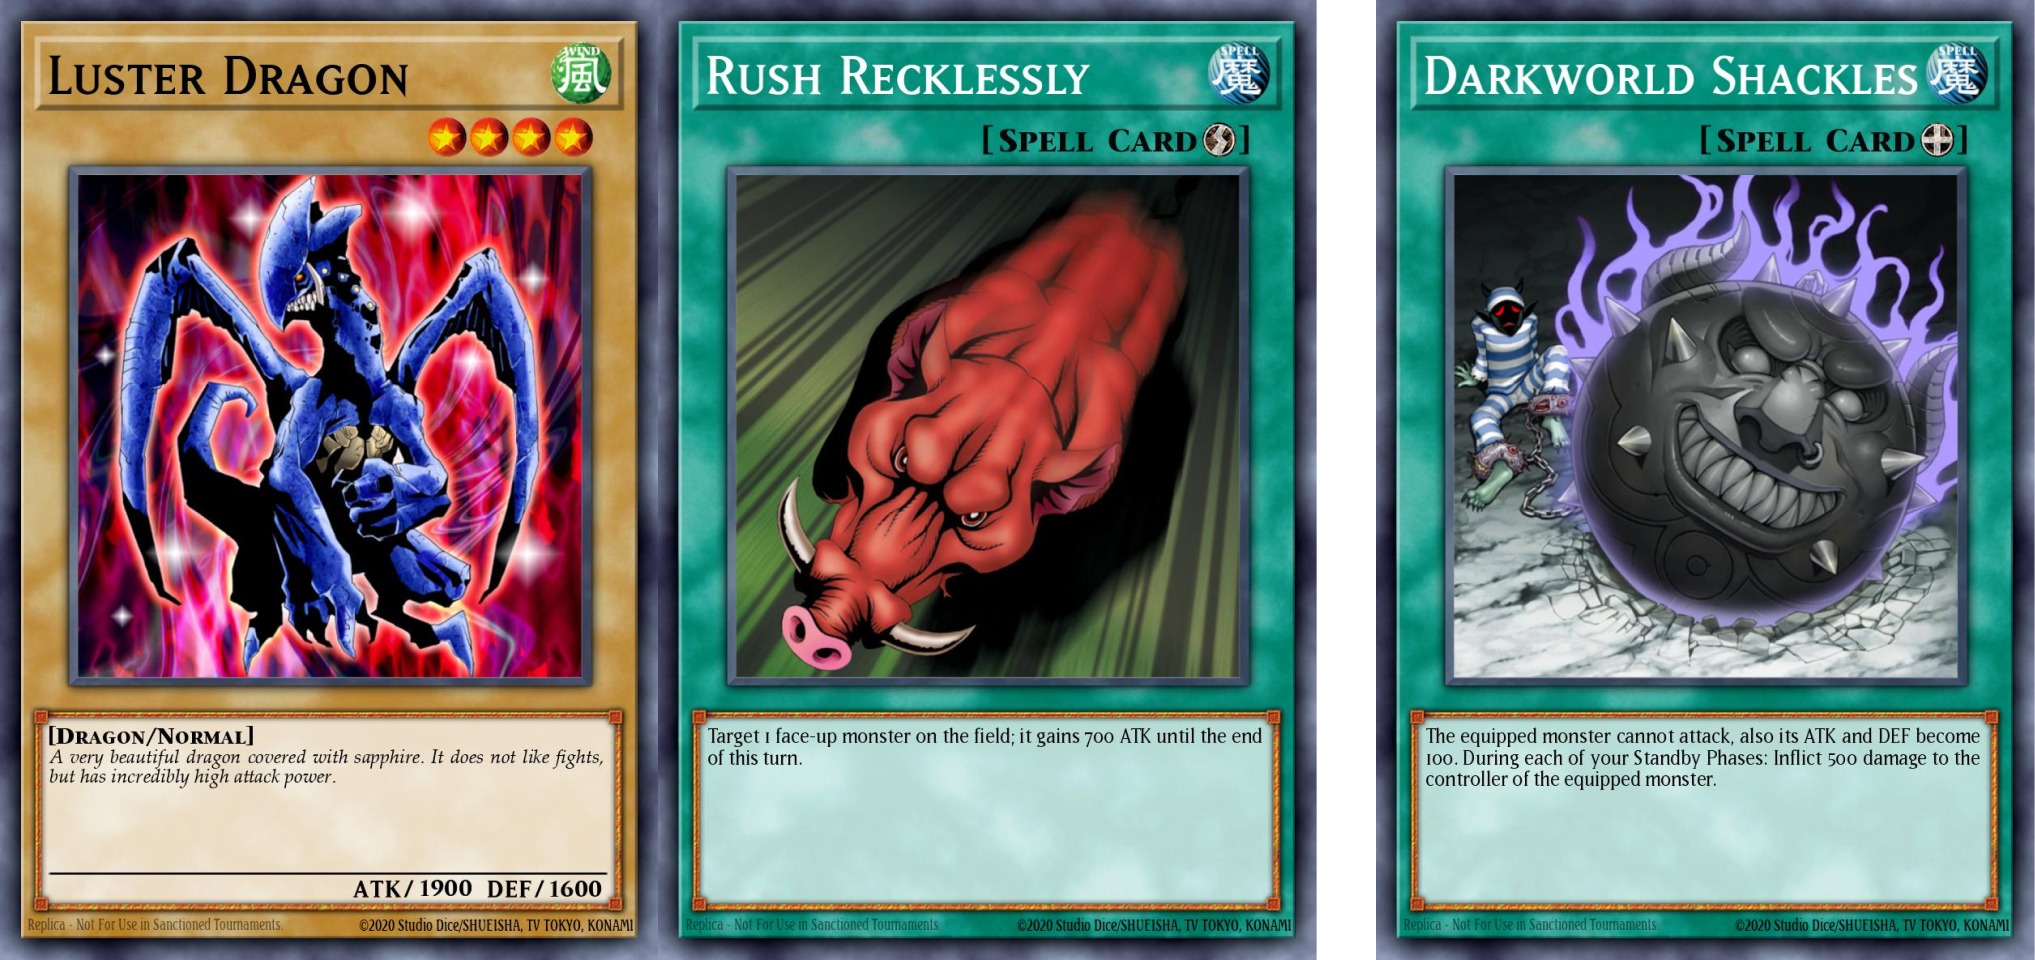 LUSTER DRAGON
WIND
風
[DRAGON/NORMAL]
A very beautiful dragon covered with sapphire. It does not like fights,
but has incredibly high attack power.
ATK/1900 DEF/1600
Replica - Not For Use in Sanctioned Tournaments.
©2020 Studio Dice/SHUEISHA, TV TOKYO, KONAMI
RUSH RECKLESSLY
SPELL
魔
[SPELL CARD]
Target 1 face-up monster on the field; it gains 700 ATK until the end
of this turn.
Replica - Not For Use in Sanctioned Tournaments.
©2020 Studio Dice/SHUEISHA, TV TOKYO, KONAMI
DARKWORLD SHACKLES
SPELL
魔
[SPELL CARD]
The equipped monster cannot attack, also its ATK and DEF become
100. During each of your Standby Phases: Inflict 500 damage to the
controller of the equipped monster.
Replica - Not For Use in Sanctioned Tournaments.
©2020 Studio Dice/SHUEISHA, TV TOKYO, KONAMI